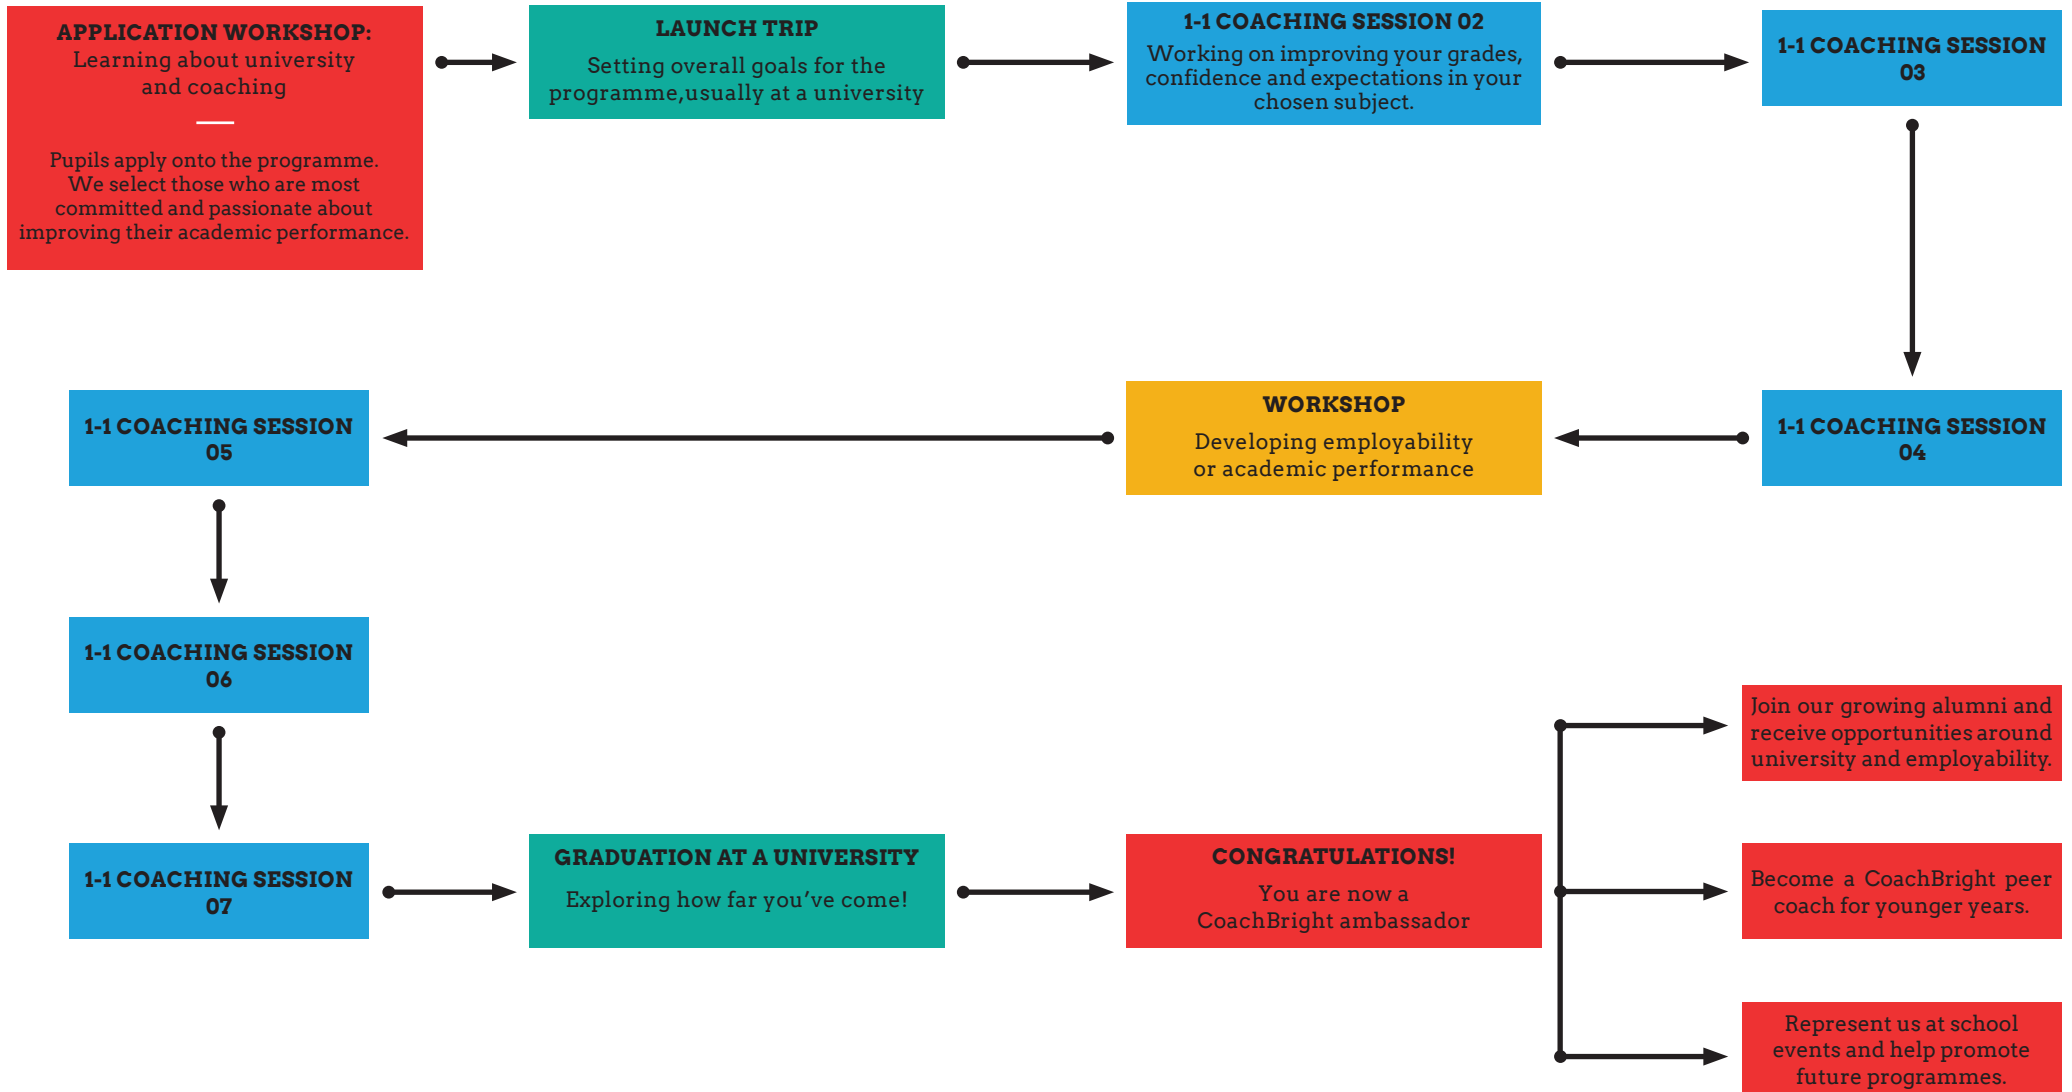 APPLICATION WORKSHOP:
Learning about university
and coaching
Pupils apply onto the programme.
We select those who are most
committed and passionate about
improving their academic performance.
LAUNCH TRIP
Setting overall goals for the
programme,usually at a university
1-1 COACHING SESSION 02
Working on improving your grades,
confidence and expectations in your
chosen subject.
1-1 COACHING SESSION
03
1-1 COACHING SESSION
04
WORKSHOP
Developing employability
or academic performance
1-1 COACHING SESSION
05
1-1 COACHING SESSION
06
1-1 COACHING SESSION
07
GRADUATION AT A UNIVERSITY
Exploring how far you’ve come!
CONGRATULATIONS!
You are now a
CoachBright ambassador
Join our growing alumni and
receive opportunities around
university and employability.
Become a CoachBright peer
coach for younger years.
Represent us at school
events and help promote
future programmes.